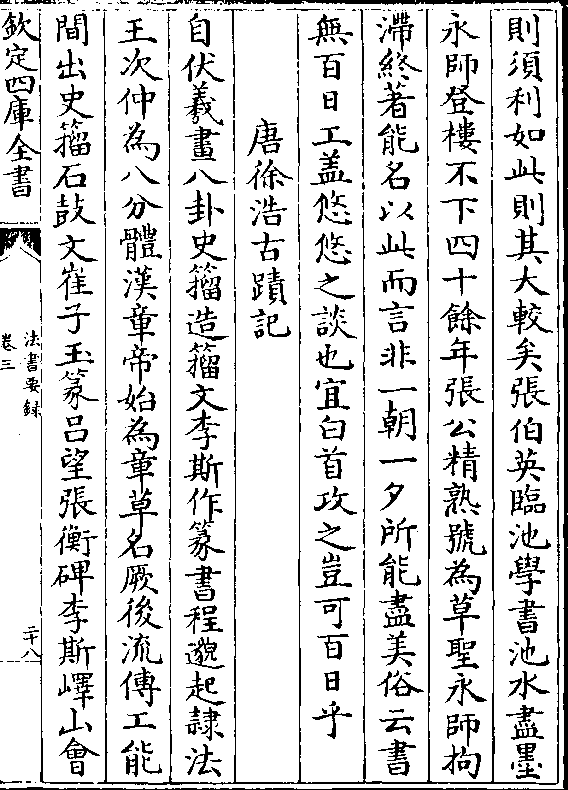 則須利如此則其大較矣張伯英臨池學書池水盡墨
永師登樓不下四十餘年張公精熟號為草聖永師拘
滯終著能名以此而言非一朝一夕所能盡美俗云書
無百日工盖悠悠之談也宜白首攻之豈可百日乎
唐徐浩古蹟記
自伏羲畫八卦史籀造籀文李斯作篆書程邈起隷法
王次仲為八分體漢章帝始為章草名厥後流傳工能
間出史籀石鼓文崔子玉篆吕望張衡碑李斯嶧山會
欽定四庫全書
法書要録
卷三
二十八